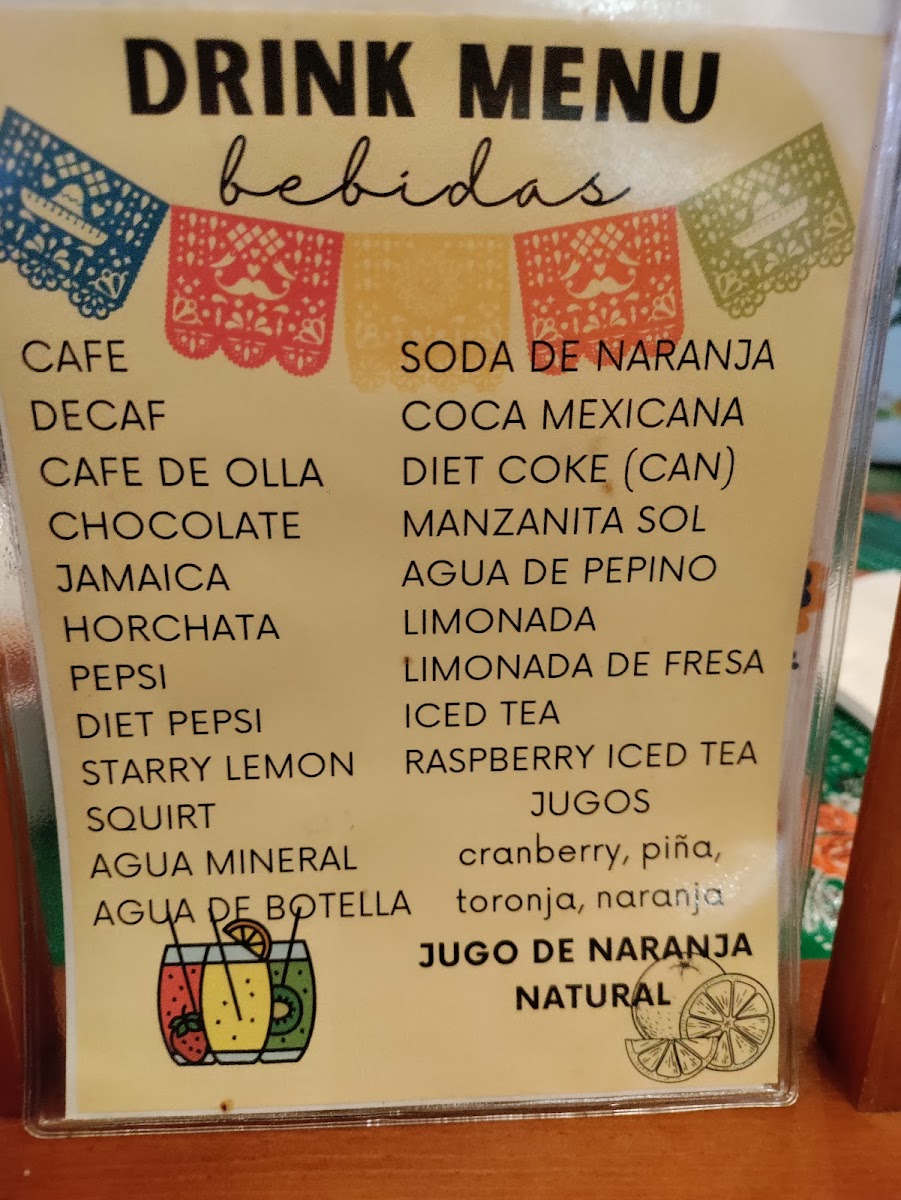 DRINK MENU
bebidas
CAFE
DECAF
CAFE DE OLLA
CHOCOLATE
JAMAICA
HORCHATA
PEPSI
DIET PEPSI
STARRY LEMON
SQUIRT
AGUA MINERAL
AGUA DE BOTELLA
SODA DE NARANJA
COCA MEXICANA
DIET COKE (CAN)
MANZANITA SOL
AGUA DE PEPINO
LIMONADA
LIMONADA DE FRESA
ICED TEA
RASPBERRY ICED TEA
JUGOS
cranberry, piña,
toronja, naranja
JUGO DE NARANJA
NATURAL